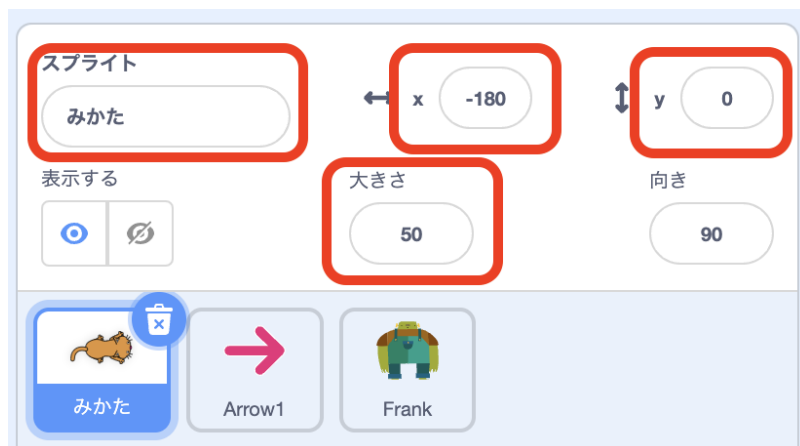 スプライト
みかた
x -180
y 0
表示する
大きさ 50
向き 90
みかた
Arrow1
Frank